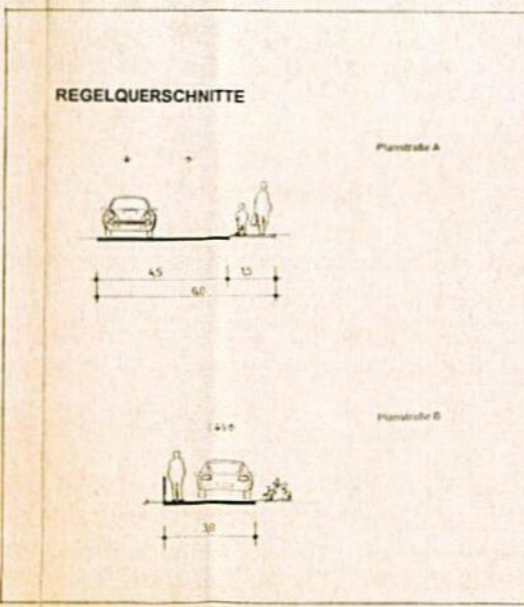 REGELQUERSCHNITTE
Planstraße A
4,5
1,5
6,0
Planstraße B
3,0